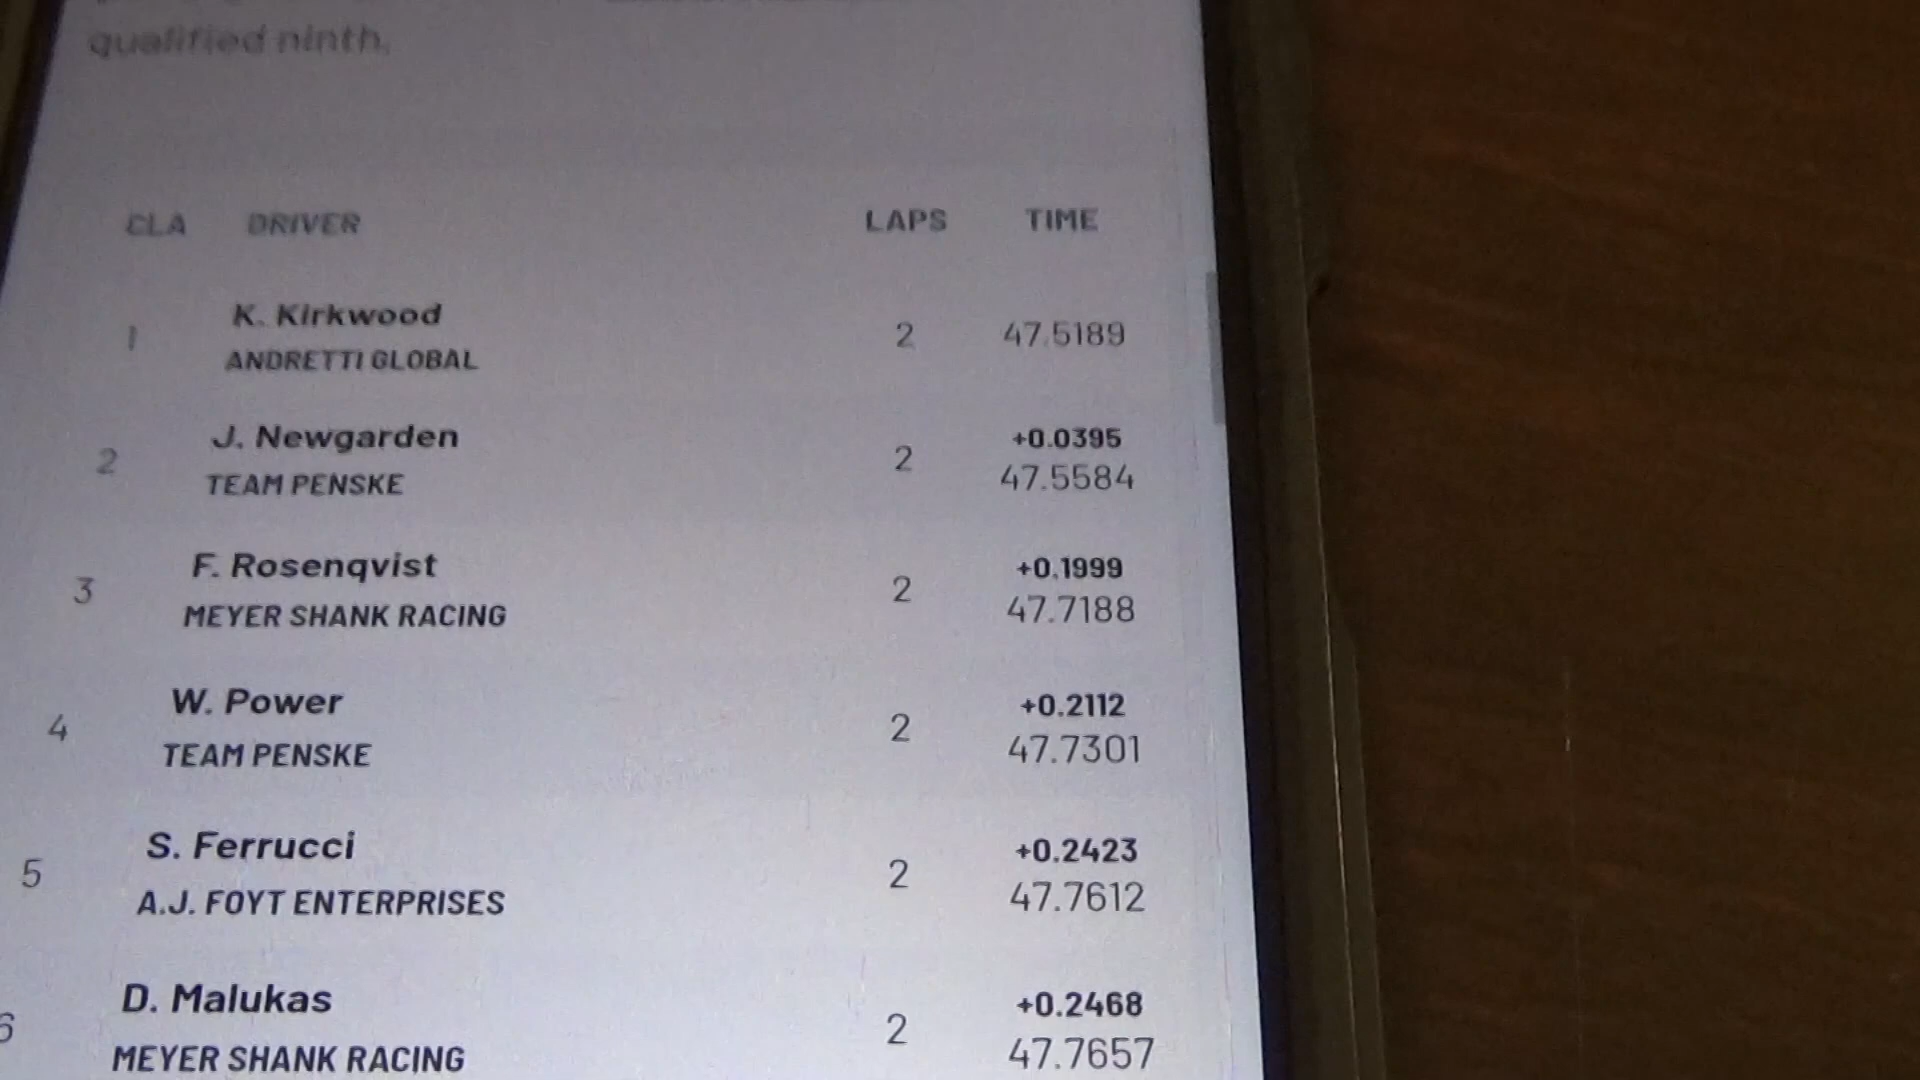 qualified ninth.
CLA DRIVER LAPS TIME
1 K. Kirkwood 2 47.5189
ANDRETTI GLOBAL
2 J. Newgarden 2 +0.0395
TEAM PENSKE 47.5584
3 F. Rosenqvist 2 +0.1999
MEYER SHANK RACING 47.7188
4 W. Power 2 +0.2112
TEAM PENSKE 47.7301
5 S. Ferrucci 2 +0.2423
A.J. FOYT ENTERPRISES 47.7612
6 D. Malukas 2 +0.2468
MEYER SHANK RACING 47.7657